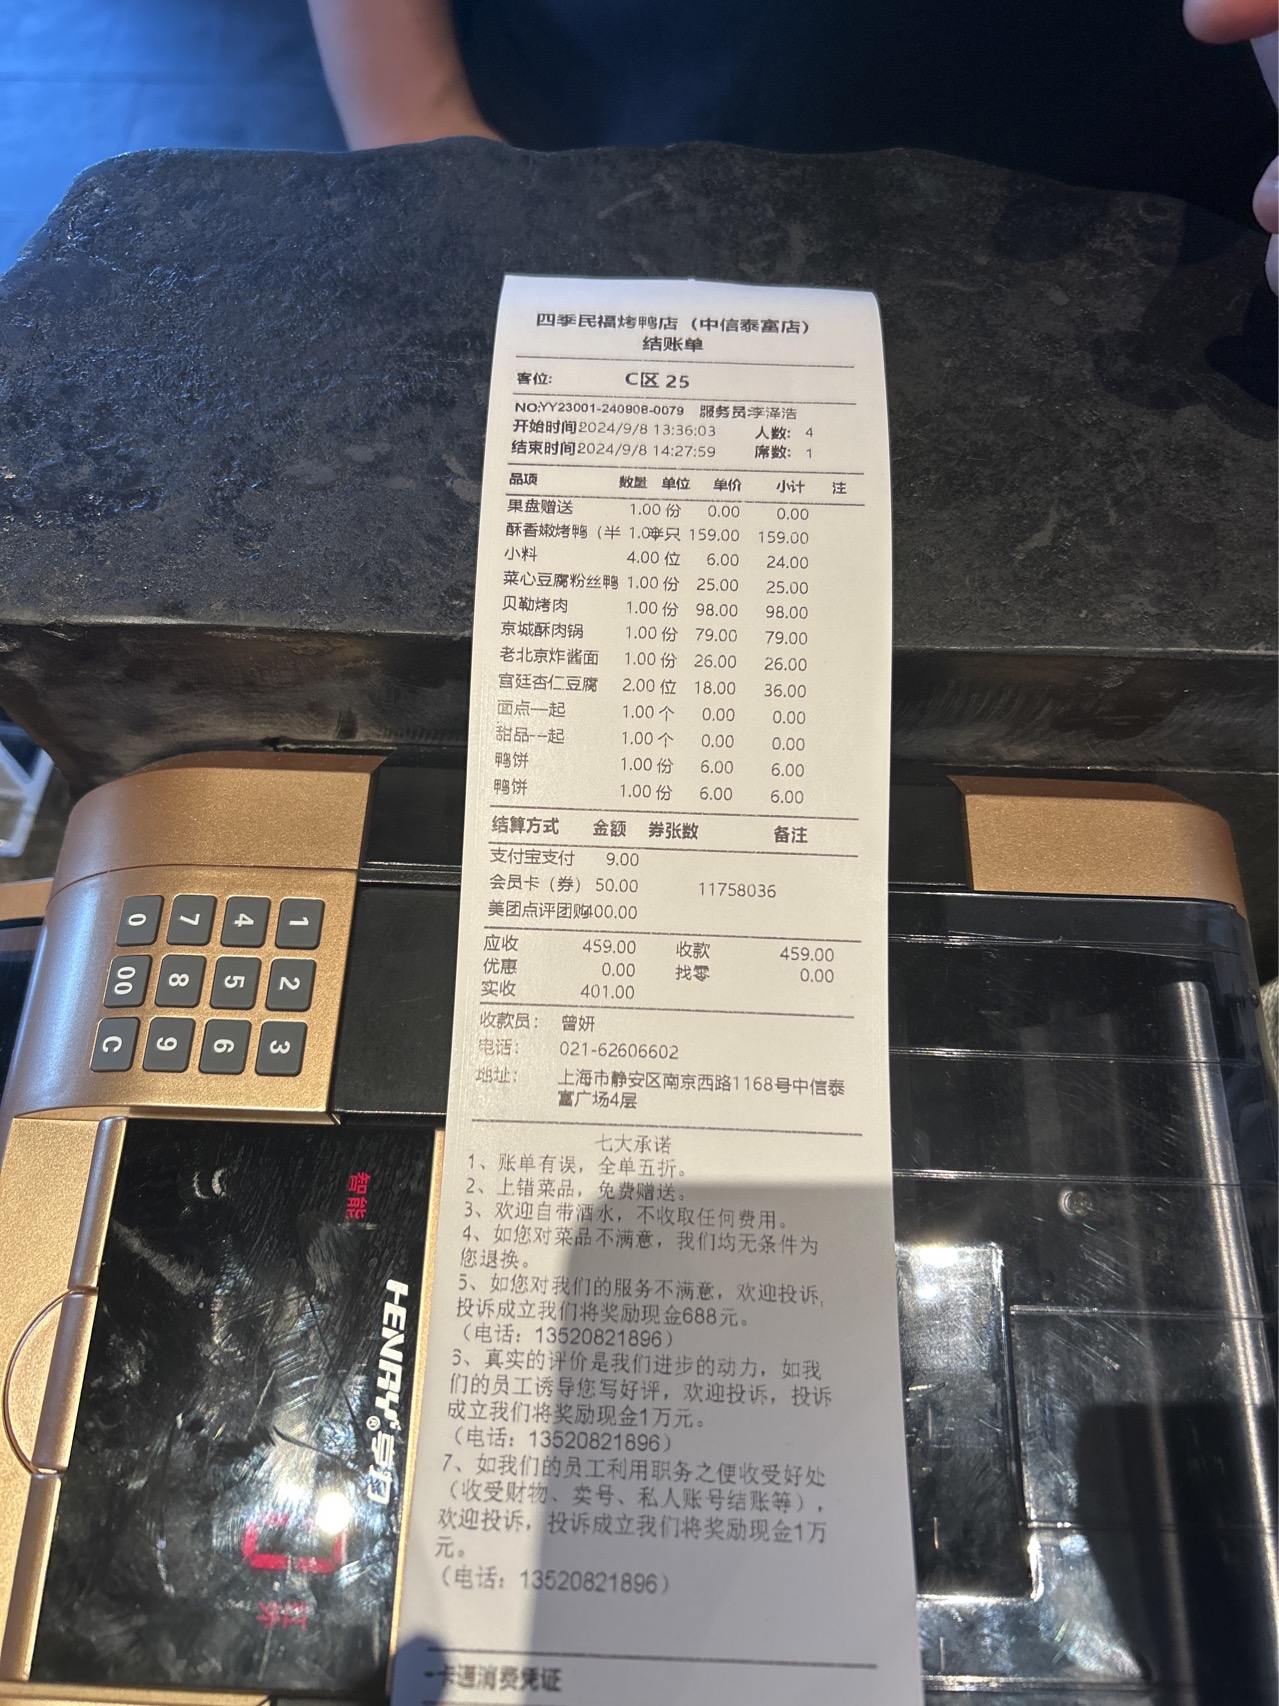 四季民福烤鸭店（中信泰富店）
结账单
客位: C区 25
NO:YY23001-240908-0079 服务员:李泽浩
开始时间2024/9/8 13:36:03 人数: 4
结束时间2024/9/8 14:27:59 席数: 1
品项 数量 单位 单价 小计 注
果盘赠送 1.00 份 0.00 0.00
酥香嫩烤鸭（半 1.00 半只 159.00 159.00
小料 4.00 位 6.00 24.00
菜心豆腐粉丝鸭 1.00 份 25.00 25.00
贝勒烤肉 1.00 份 98.00 98.00
京城酥肉锅 1.00 份 79.00 79.00
老北京炸酱面 1.00 份 26.00 26.00
宫廷杏仁豆腐 2.00 位 18.00 36.00
面点一起 1.00 个 0.00 0.00
甜品--起 1.00 个 0.00 0.00
鸭饼 1.00 份 6.00 6.00
鸭饼 1.00 份 6.00 6.00
结算方式 金额 券张数 备注
支付宝支付 9.00
会员卡（券） 50.00 11758036
美团点评团购400.00
应收 459.00 收款 459.00
优惠 0.00 找零 0.00
实收 401.00
收款员: 曾妍
电话: 021-62606602
地址: 上海市静安区南京西路1168号中信泰
富广场4层
七大承诺
1、账单有误，全单五折。
2、上错菜品，免费赠送。
3、欢迎自带酒水，不收取任何费用。
4、如您对菜品不满意，我们均无条件为
您退换。
5、如您对我们的服务不满意，欢迎投诉,
投诉成立我们将奖励现金688元。
（电话：13520821896）
6、真实的评价是我们进步的动力，如我
们的员工诱导您写好评，欢迎投诉，投诉
成立我们将奖励现金1万元。
（电话：13520821896）
7、如我们的员工利用职务之便收受好处
（收受财物、卖号、私人账号结账等），
欢迎投诉，投诉成立我们将奖励现金1万
元。
（电话：13520821896）
一卡通消费凭证
0 7 4 1
00 8 5 2
C 9 6 3
智能
HENRY® 亨力
红外